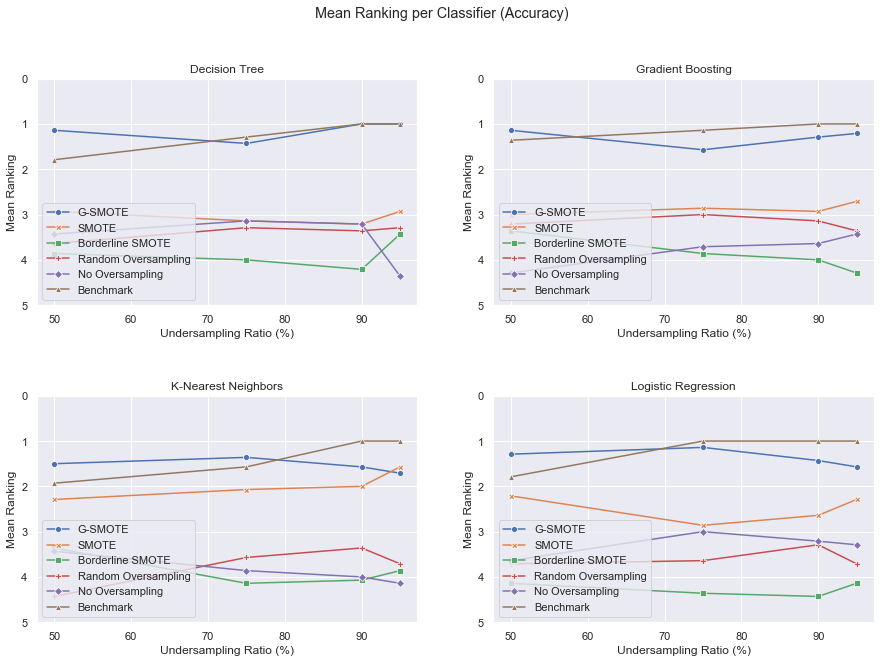 Mean Ranking per Classifier (Accuracy)
Decision Tree
0
1
2
3
4
5
Mean Ranking
G-SMOTE
SMOTE
Borderline SMOTE
Random Oversampling
No Oversampling
Benchmark
50
60
70
80
90
Undersampling Ratio (%)
Gradient Boosting
0
1
2
3
4
5
Mean Ranking
G-SMOTE
SMOTE
Borderline SMOTE
Random Oversampling
No Oversampling
Benchmark
50
60
70
80
90
Undersampling Ratio (%)
K-Nearest Neighbors
0
1
2
3
4
5
Mean Ranking
G-SMOTE
SMOTE
Borderline SMOTE
Random Oversampling
No Oversampling
Benchmark
50
60
70
80
90
Undersampling Ratio (%)
Logistic Regression
0
1
2
3
4
5
Mean Ranking
G-SMOTE
SMOTE
Borderline SMOTE
Random Oversampling
No Oversampling
Benchmark
50
60
70
80
90
Undersampling Ratio (%)